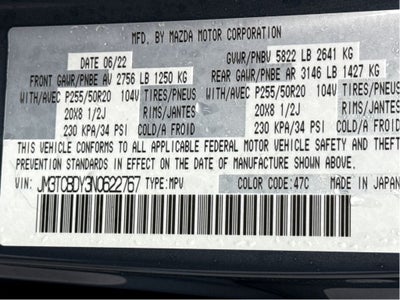 MFD. BY MAZDA MOTOR CORPORATION
DATE 06/22 GVWR/PNBV 5822 LB 2641 KG
FRONT GAWR/PNBE AV 2756 LB 1250 KG REAR GAWR/PNBE AR 3146 LB 1427 KG
WITH/AVEC P255/50R20 104V TIRES/PNEUS WITH/AVEC P255/50R20 104V TIRES/PNEUS
20X8 1/2J RIMS/JANTES 20X8 1/2J RIMS/JANTES
230 KPA/34 PSI COLD/A FROID 230 KPA/34 PSI COLD/A FROID
THIS VEHICLE CONFORMS TO ALL APPLICABLE FEDERAL MOTOR VEHICLE SAFETY AND THEFT
PREVENTION STANDARDS IN EFFECT ON THE DATE OF MANUFACTURE SHOWN ABOVE.
VIN: JM3TCBDY3N0622767 TYPE: MPV COLOR CODE: 47C MADE IN JAPAN